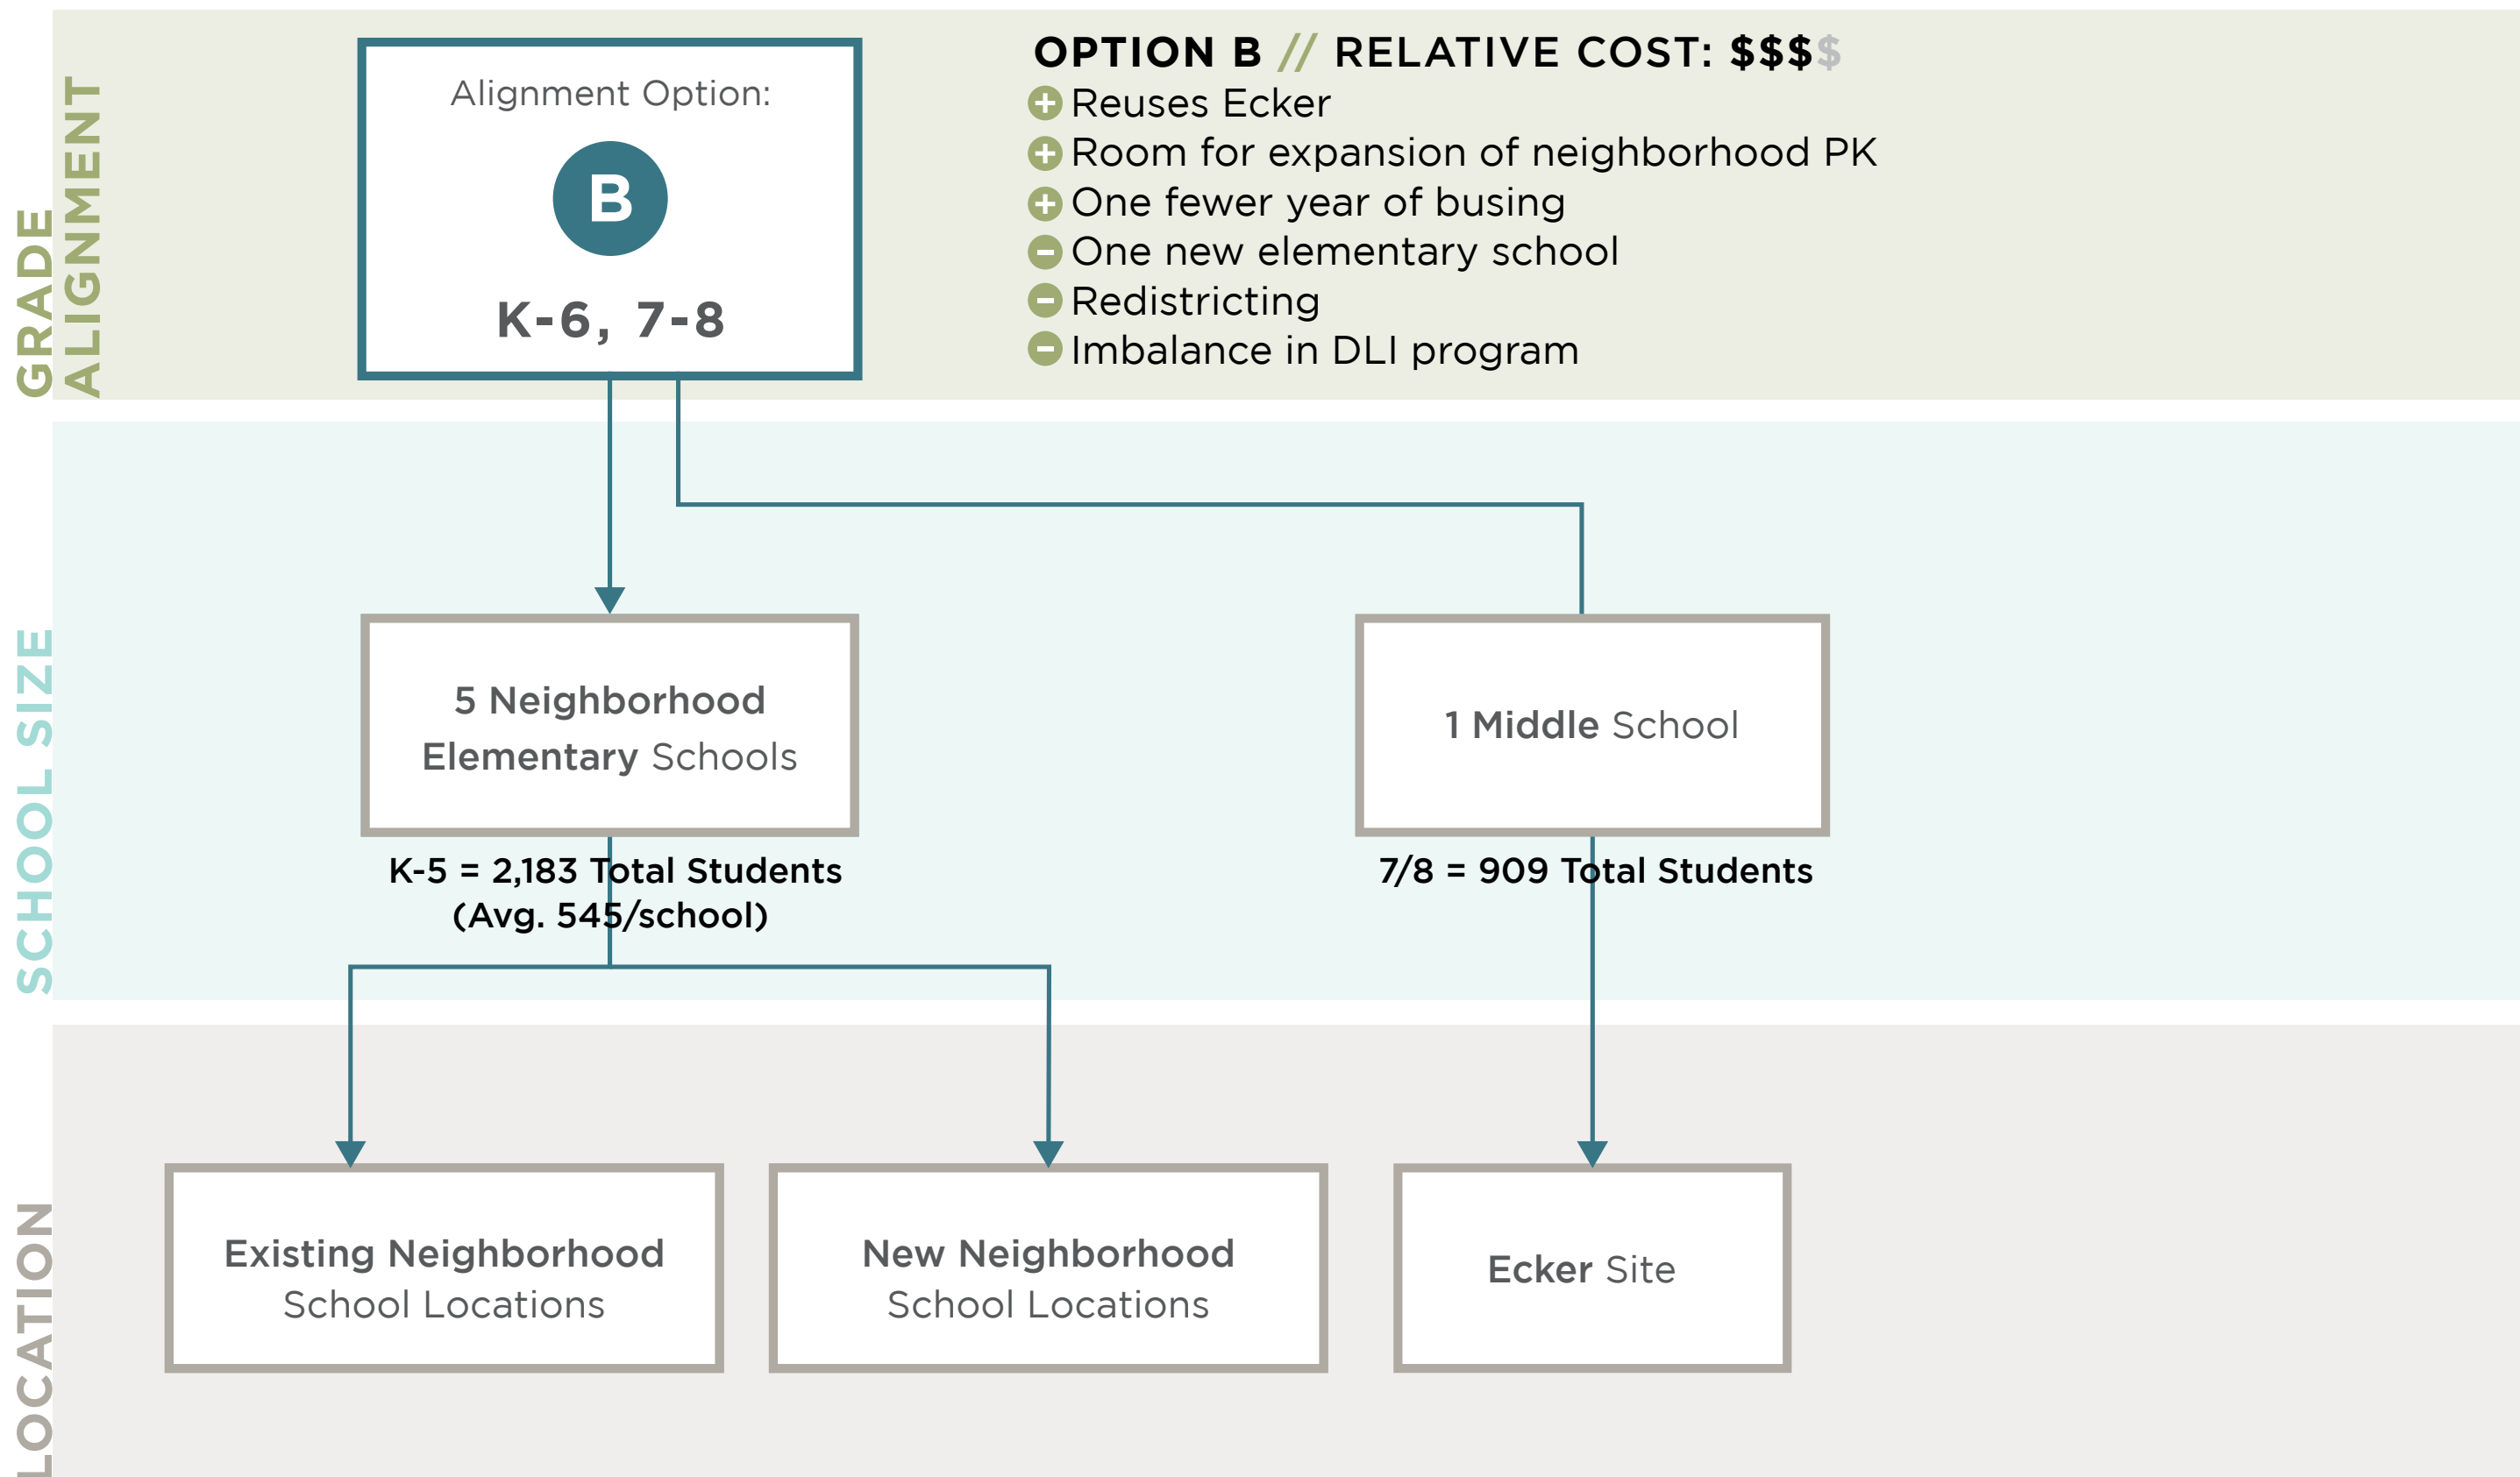 GRADE
ALIGNMENT
Alignment Option:
B
K-6, 7-8
OPTION B // RELATIVE COST: $$$$
+ Reuses Ecker
+ Room for expansion of neighborhood PK
+ One fewer year of busing
- One new elementary school
- Redistricting
- Imbalance in DLI program
SCHOOL SIZE
5 Neighborhood
Elementary Schools
K-5 = 2,183 Total Students
(Avg. 545/school)
1 Middle School
7/8 = 909 Total Students
LOCATION
Existing Neighborhood
School Locations
New Neighborhood
School Locations
Ecker Site